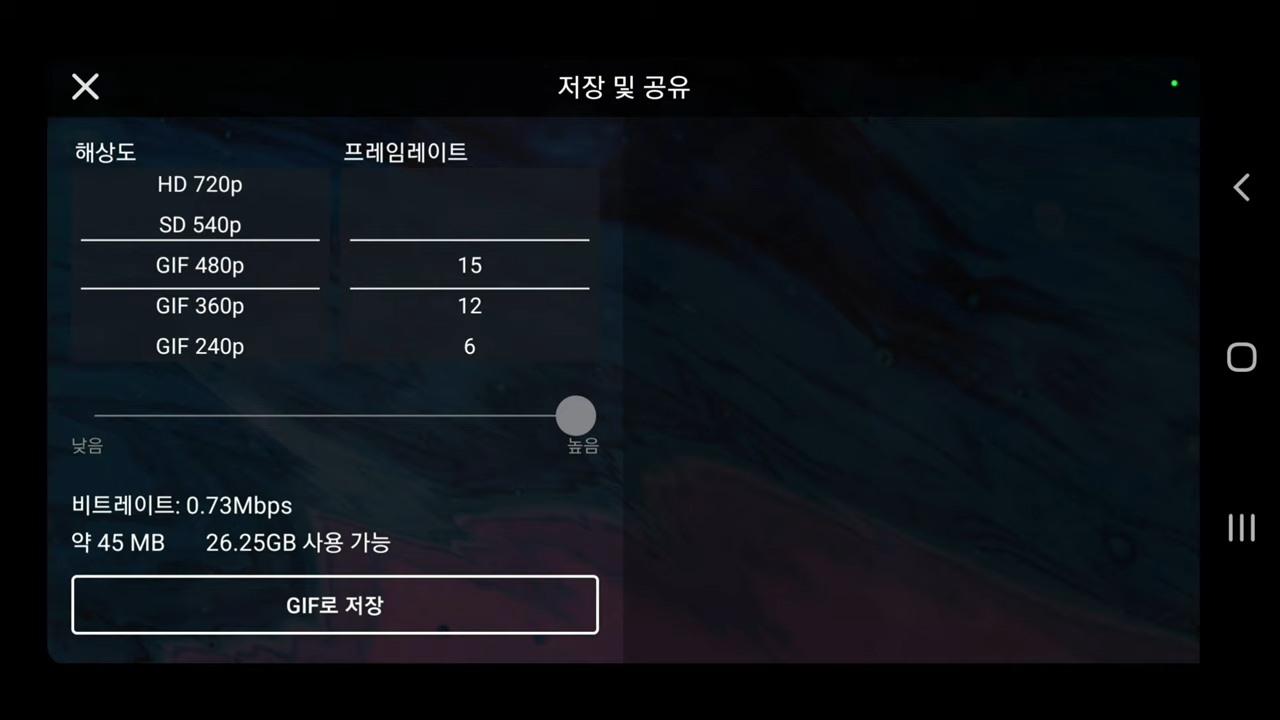 저장 및 공유
해상도
프레임레이트
HD 720p
SD 540p
GIF 480p
15
GIF 360p
12
GIF 240p
6
낮음
높음
비트레이트: 0.73Mbps
약 45 MB 26.25GB 사용 가능
GIF로 저장